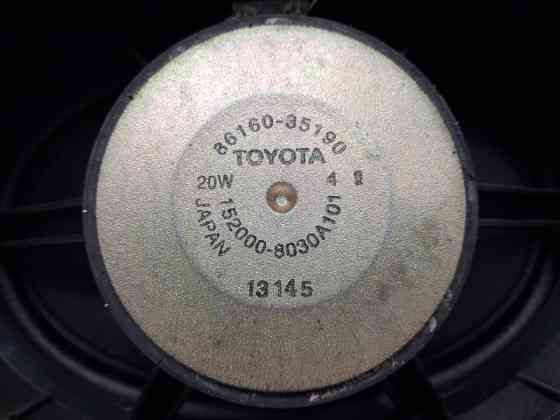 86160-35190
TOYOTA
20W 4 Ω
152000-8030A101
JAPAN
13145